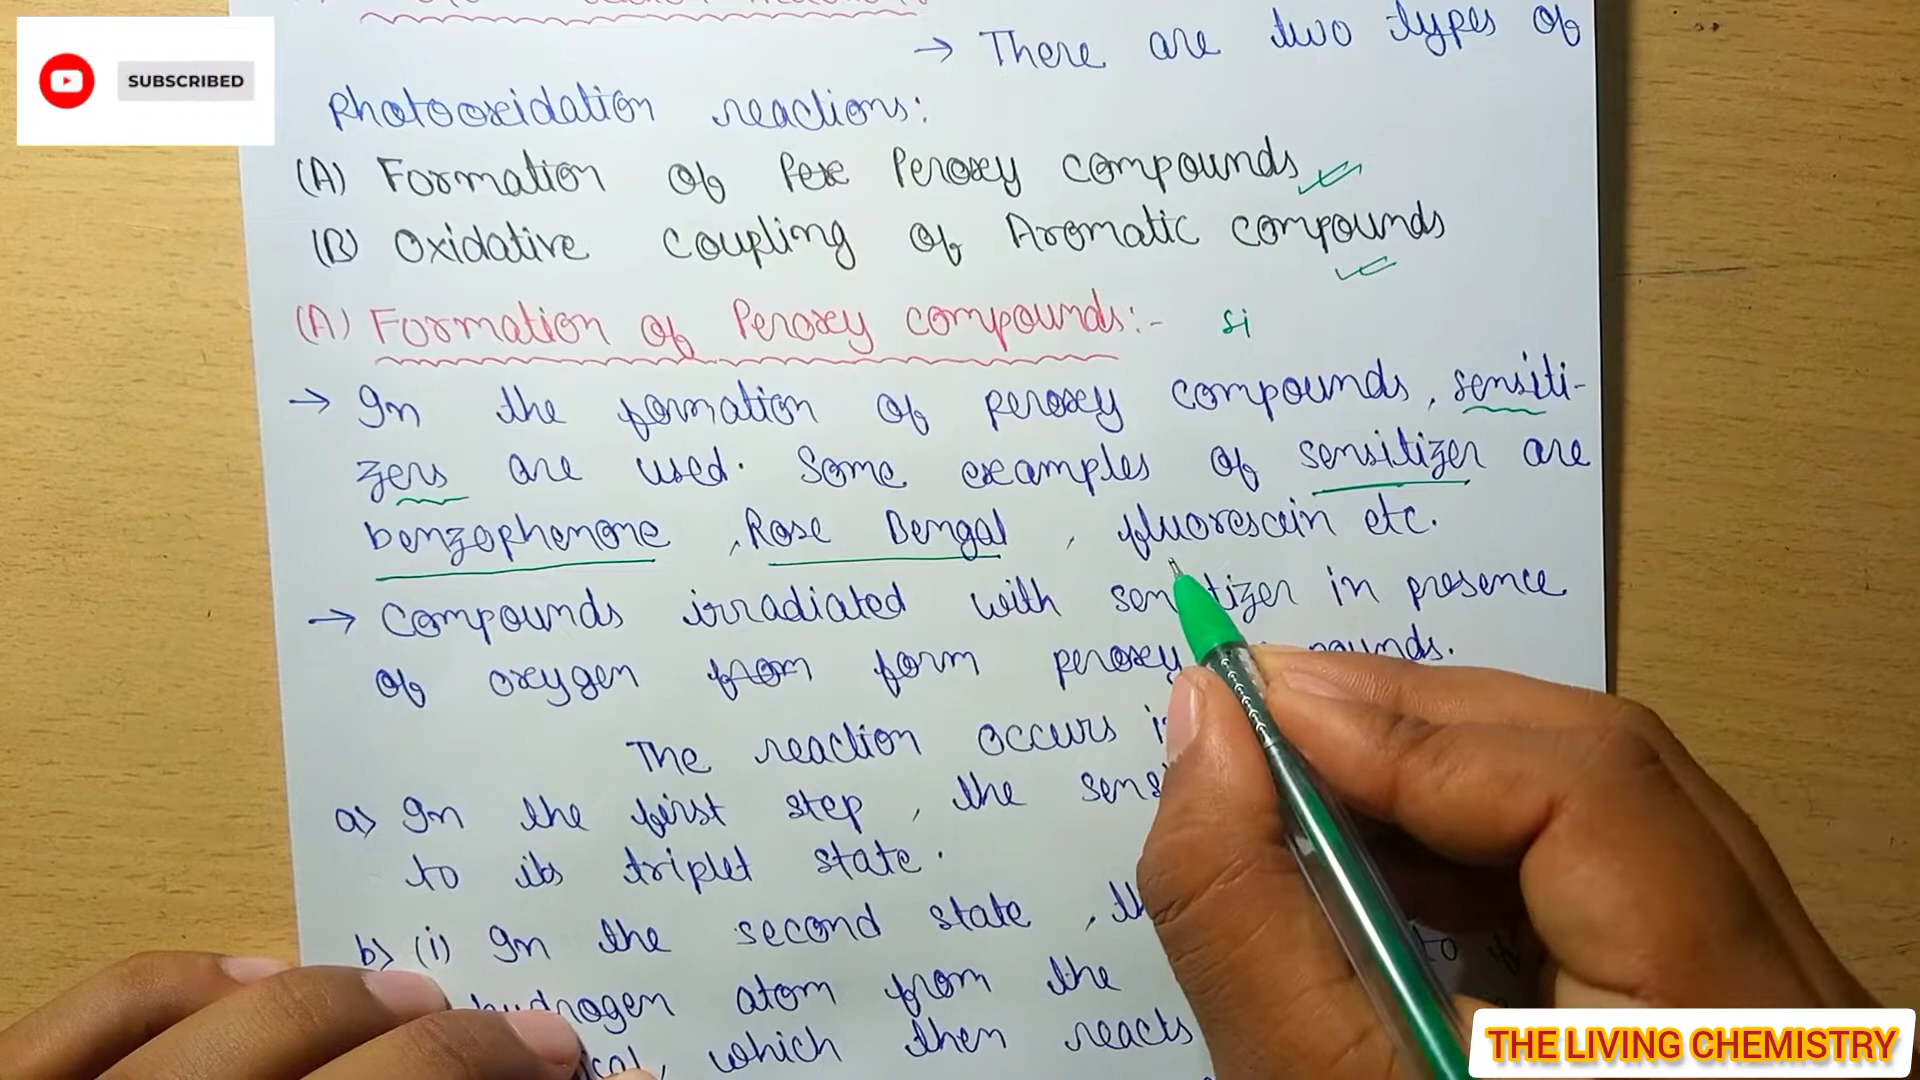 SUBSCRIBED
→ There are two types of
Photooxidation reactions:
(A) Formation of Pex Peroxy compounds
(B) Oxidative Coupling of Aromatic compounds
(A) Formation of Peroxy compounds:- Si
→ In the formation of peroxy compounds, sensiti-
zers are used. Some examples of sensitizer are
benzophenone, Rose Bengal, fluorescein etc.
→ Compounds irradiated with sensitizer in presence
of oxygen from form peroxy
The reaction occurs
a) In the first step, the
to its triplet state.
b) (i) In the second state,
hydrogen atom from the
which then reacts
THE LIVING CHEMISTRY